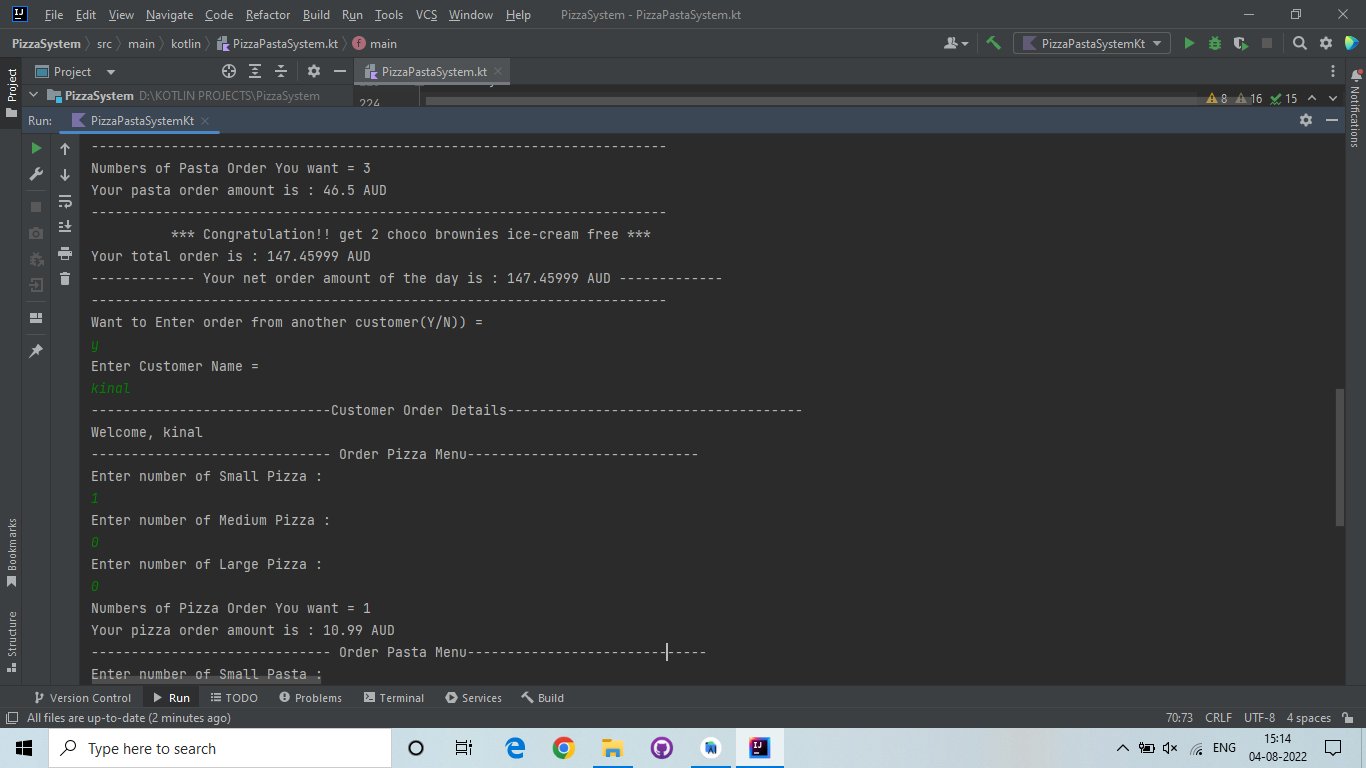 File Edit View Navigate Code Refactor Build Run Tools VCS Window Help PizzaSystem - PizzaPastaSystem.kt
PizzaSystem src main kotlin PizzaPastaSystem.kt main PizzaPastaSystemKt
Project PizzaPastaSystem.kt
PizzaSystem D:\KOTLIN PROJECTS\PizzaSystem 224 8 16 15
Run: PizzaPastaSystemKt
Project
Notifications
Bookmarks
Structure
------------------------------------------------------------------------
Numbers of Pasta Order You want = 3
Your pasta order amount is : 46.5 AUD
------------------------------------------------------------------------
*** Congratulation!! get 2 choco brownies ice-cream free ***
Your total order is : 147.45999 AUD
------------- Your net order amount of the day is : 147.45999 AUD -------------
------------------------------------------------------------------------
Want to Enter order from another customer(Y/N)) =
y
Enter Customer Name =
kinal
------------------------------Customer Order Details-------------------------------------
Welcome, kinal
------------------------------ Order Pizza Menu-----------------------------
Enter number of Small Pizza :
1
Enter number of Medium Pizza :
0
Enter number of Large Pizza :
0
Numbers of Pizza Order You want = 1
Your pizza order amount is : 10.99 AUD
------------------------------ Order Pasta Menu------------------------------
Enter number of Small Pasta :
Version Control Run TODO Problems Terminal Services Build
All files are up-to-date (2 minutes ago) 70:73 CRLF UTF-8 4 spaces
Type here to search ENG 15:14
04-08-2022